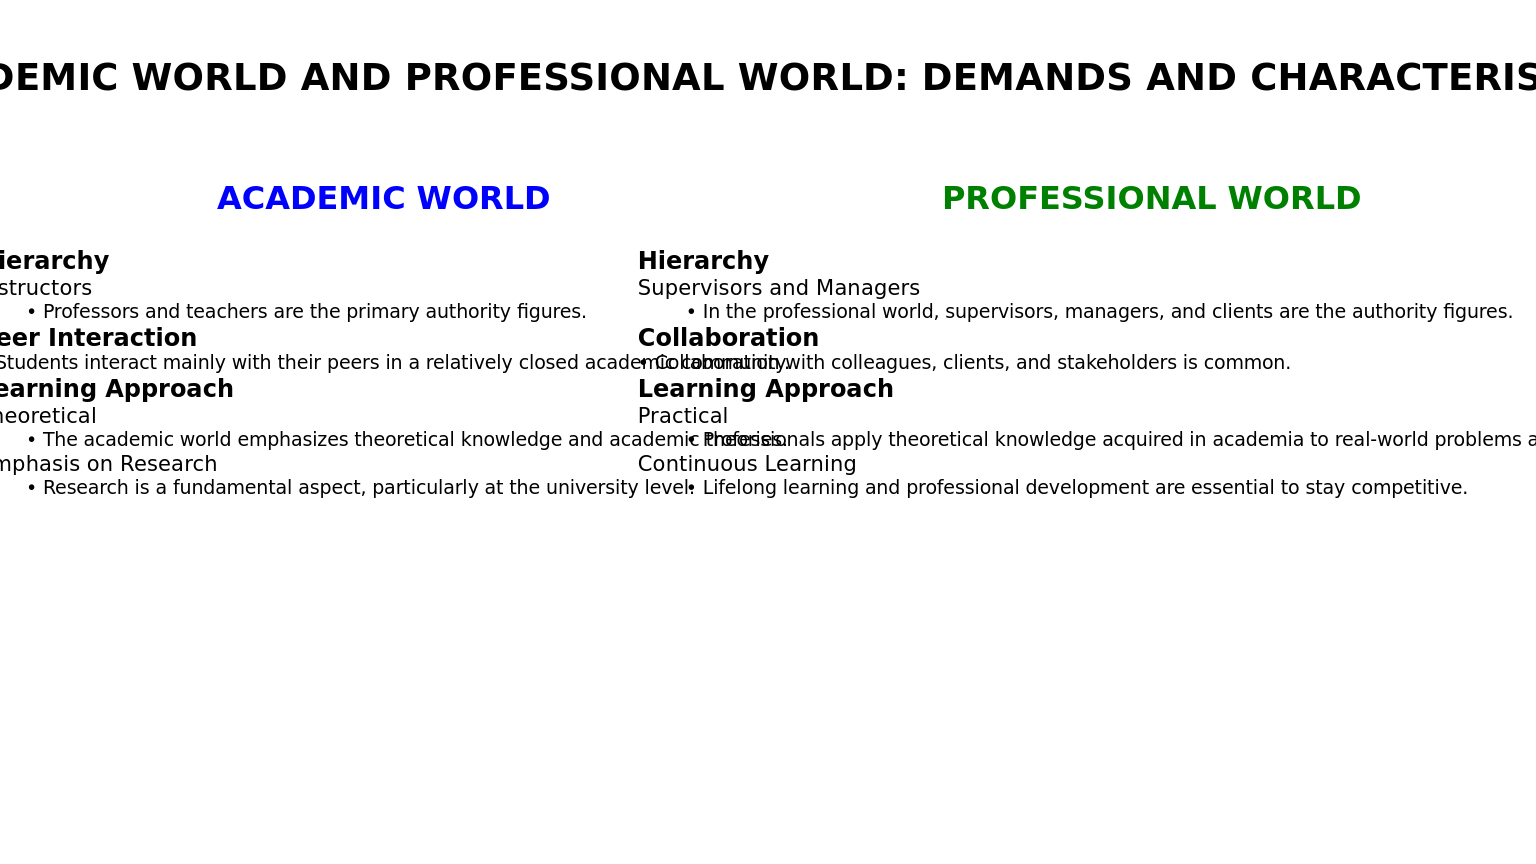 DEMIC WORLD AND PROFESSIONAL WORLD: DEMANDS AND CHARACTERIS
ACADEMIC WORLD
ierarchy
structors
• Professors and teachers are the primary authority figures.
eer Interaction
Students interact mainly with their peers in a relatively closed academic community.
earning Approach
heoretical
• The academic world emphasizes theoretical knowledge and academic theories.
mphasis on Research
• Research is a fundamental aspect, particularly at the university level.
PROFESSIONAL WORLD
Hierarchy
Supervisors and Managers
• In the professional world, supervisors, managers, and clients are the authority figures.
Collaboration
• Collaboration with colleagues, clients, and stakeholders is common.
Learning Approach
Practical
• Professionals apply theoretical knowledge acquired in academia to real-world problems a
Continuous Learning
• Lifelong learning and professional development are essential to stay competitive.